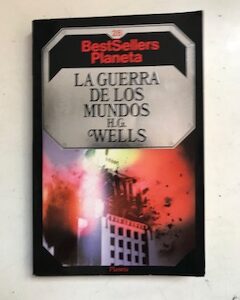 28
BestSellers
Planeta
LA GUERRA
DE LOS
MUNDOS
H.G.
WELLS
Planeta